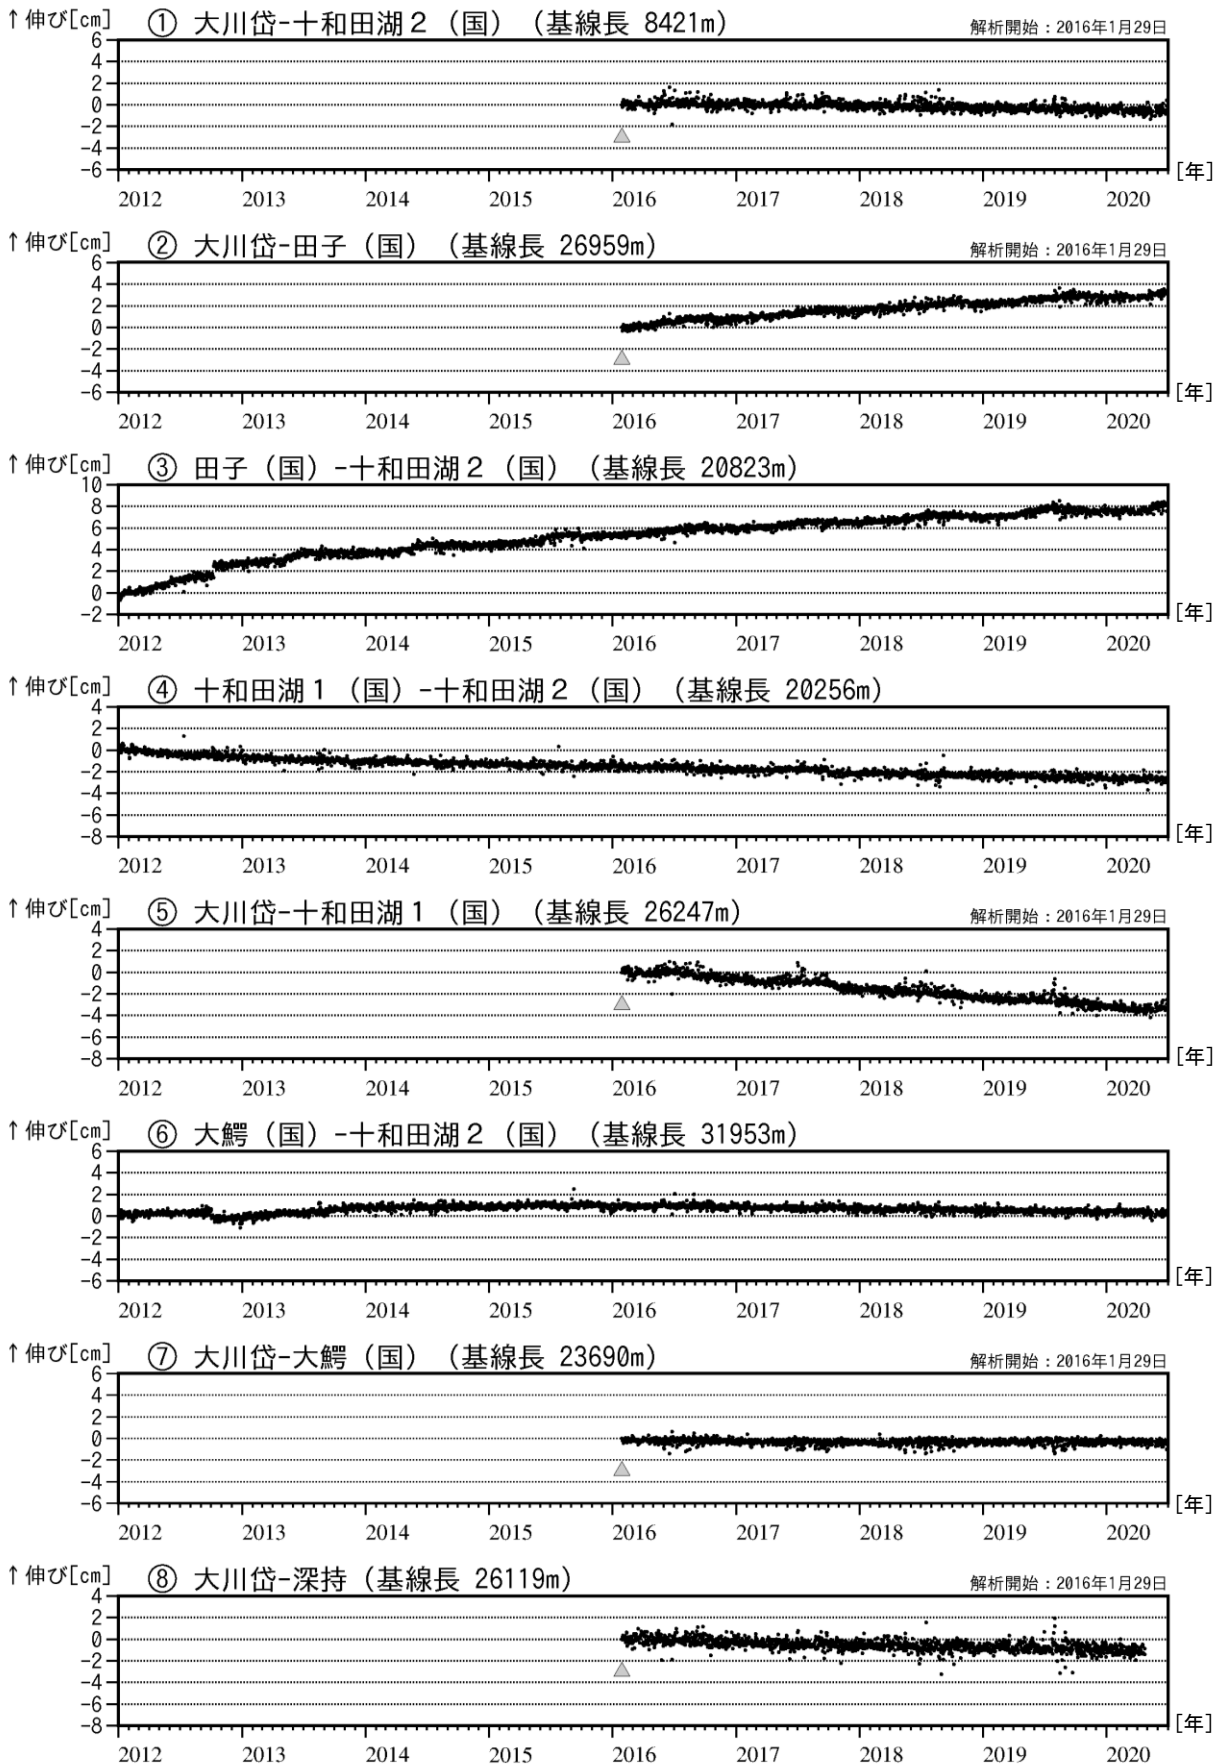 ↑伸び[cm] ① 大川岱-十和田湖2（国）（基線長 8421m） 解析開始：2016年1月29日
6
4
2
0
-2
-4
-6
[年]
2012 2013 2014 2015 2016 2017 2018 2019 2020
↑伸び[cm] ② 大川岱-田子（国）（基線長 26959m） 解析開始：2016年1月29日
6
4
2
0
-2
-4
-6
[年]
2012 2013 2014 2015 2016 2017 2018 2019 2020
↑伸び[cm] ③ 田子（国）-十和田湖2（国）（基線長 20823m）
10
8
6
4
2
0
-2
[年]
2012 2013 2014 2015 2016 2017 2018 2019 2020
↑伸び[cm] ④ 十和田湖1（国）-十和田湖2（国）（基線長 20256m）
4
2
0
-2
-4
-6
-8
[年]
2012 2013 2014 2015 2016 2017 2018 2019 2020
↑伸び[cm] ⑤ 大川岱-十和田湖1（国）（基線長 26247m） 解析開始：2016年1月29日
4
2
0
-2
-4
-6
-8
[年]
2012 2013 2014 2015 2016 2017 2018 2019 2020
↑伸び[cm] ⑥ 大鰐（国）-十和田湖2（国）（基線長 31953m）
6
4
2
0
-2
-4
-6
[年]
2012 2013 2014 2015 2016 2017 2018 2019 2020
↑伸び[cm] ⑦ 大川岱-大鰐（国）（基線長 23690m） 解析開始：2016年1月29日
6
4
2
0
-2
-4
-6
[年]
2012 2013 2014 2015 2016 2017 2018 2019 2020
↑伸び[cm] ⑧ 大川岱-深持（基線長 26119m） 解析開始：2016年1月29日
4
2
0
-2
-4
-6
-8
[年]
2012 2013 2014 2015 2016 2017 2018 2019 2020